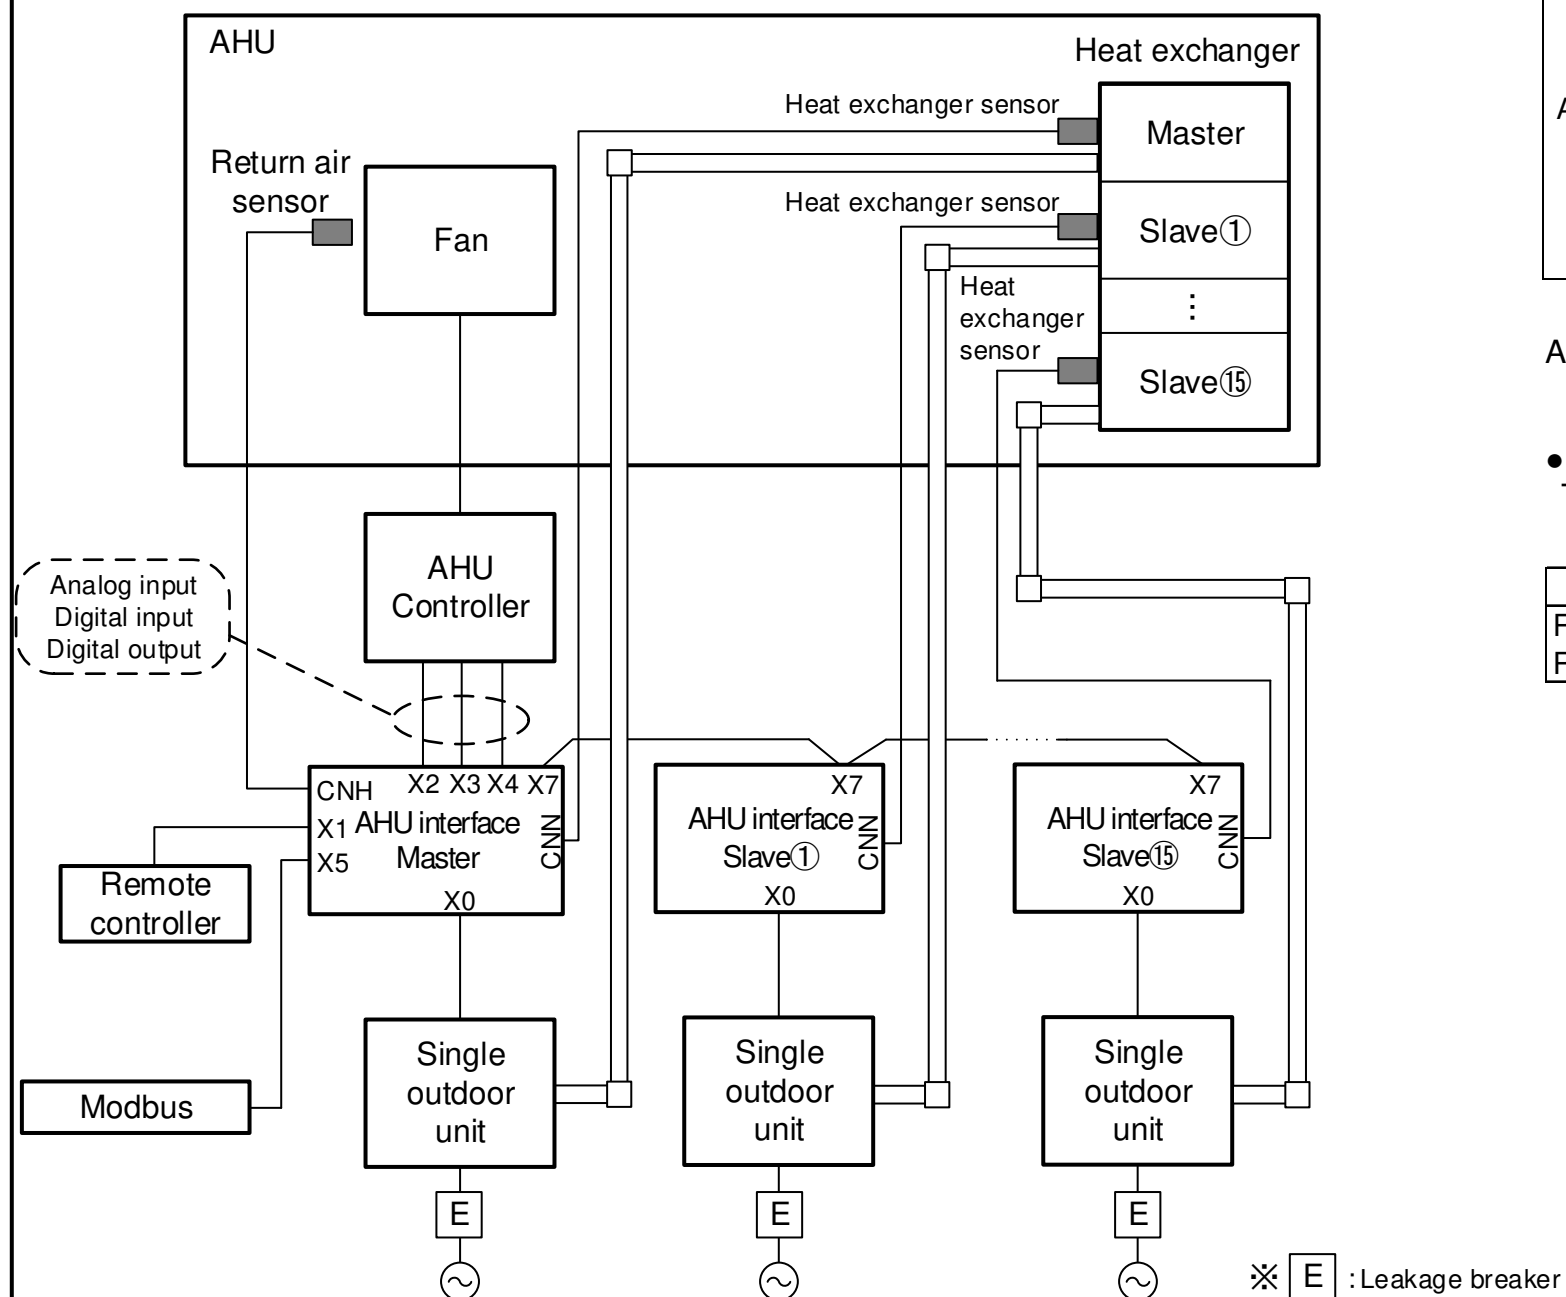 AHU
Heat exchanger
Heat exchanger sensor
Master
Return air
sensor
Fan
Heat exchanger sensor
Slave①
Heat
exchanger
sensor
⋮
Slave⑮
Analog input
Digital input
Digital output
AHU
Controller
CNH
X2 X3 X4 X7
X1
AHU interface
Master
X5
CNN
X0
X7
AHU interface
Slave①
CNN
X0
X7
AHU interface
Slave⑮
CNN
X0
Remote
controller
Modbus
Single
outdoor
unit
Single
outdoor
unit
Single
outdoor
unit
E
E
E
※ E : Leakage breaker